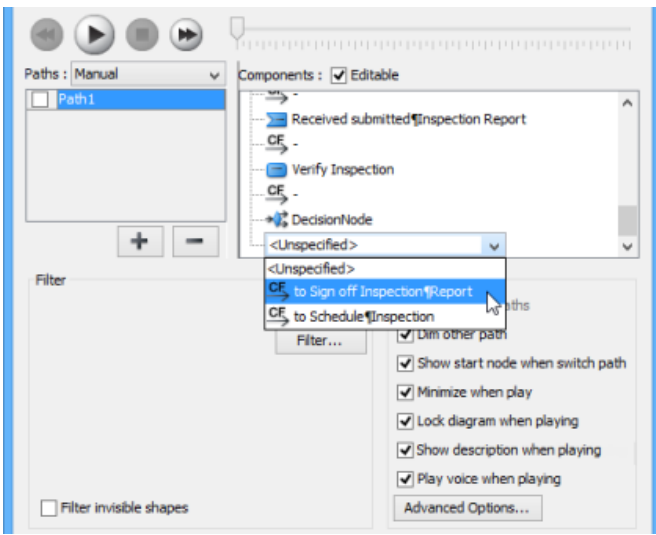 Paths : Manual
Components : Editable
Path1
CF -
Received submitted¶Inspection Report
CF -
Verify Inspection
CF -
DecisionNode
<Unspecified>
<Unspecified>
CF to Sign off Inspection¶Report
CF to Schedule¶Inspection
Filter
Filter...
Filter invisible shapes
Dim other path
Show start node when switch path
Minimize when play
Lock diagram when playing
Show description when playing
Play voice when playing
Advanced Options...